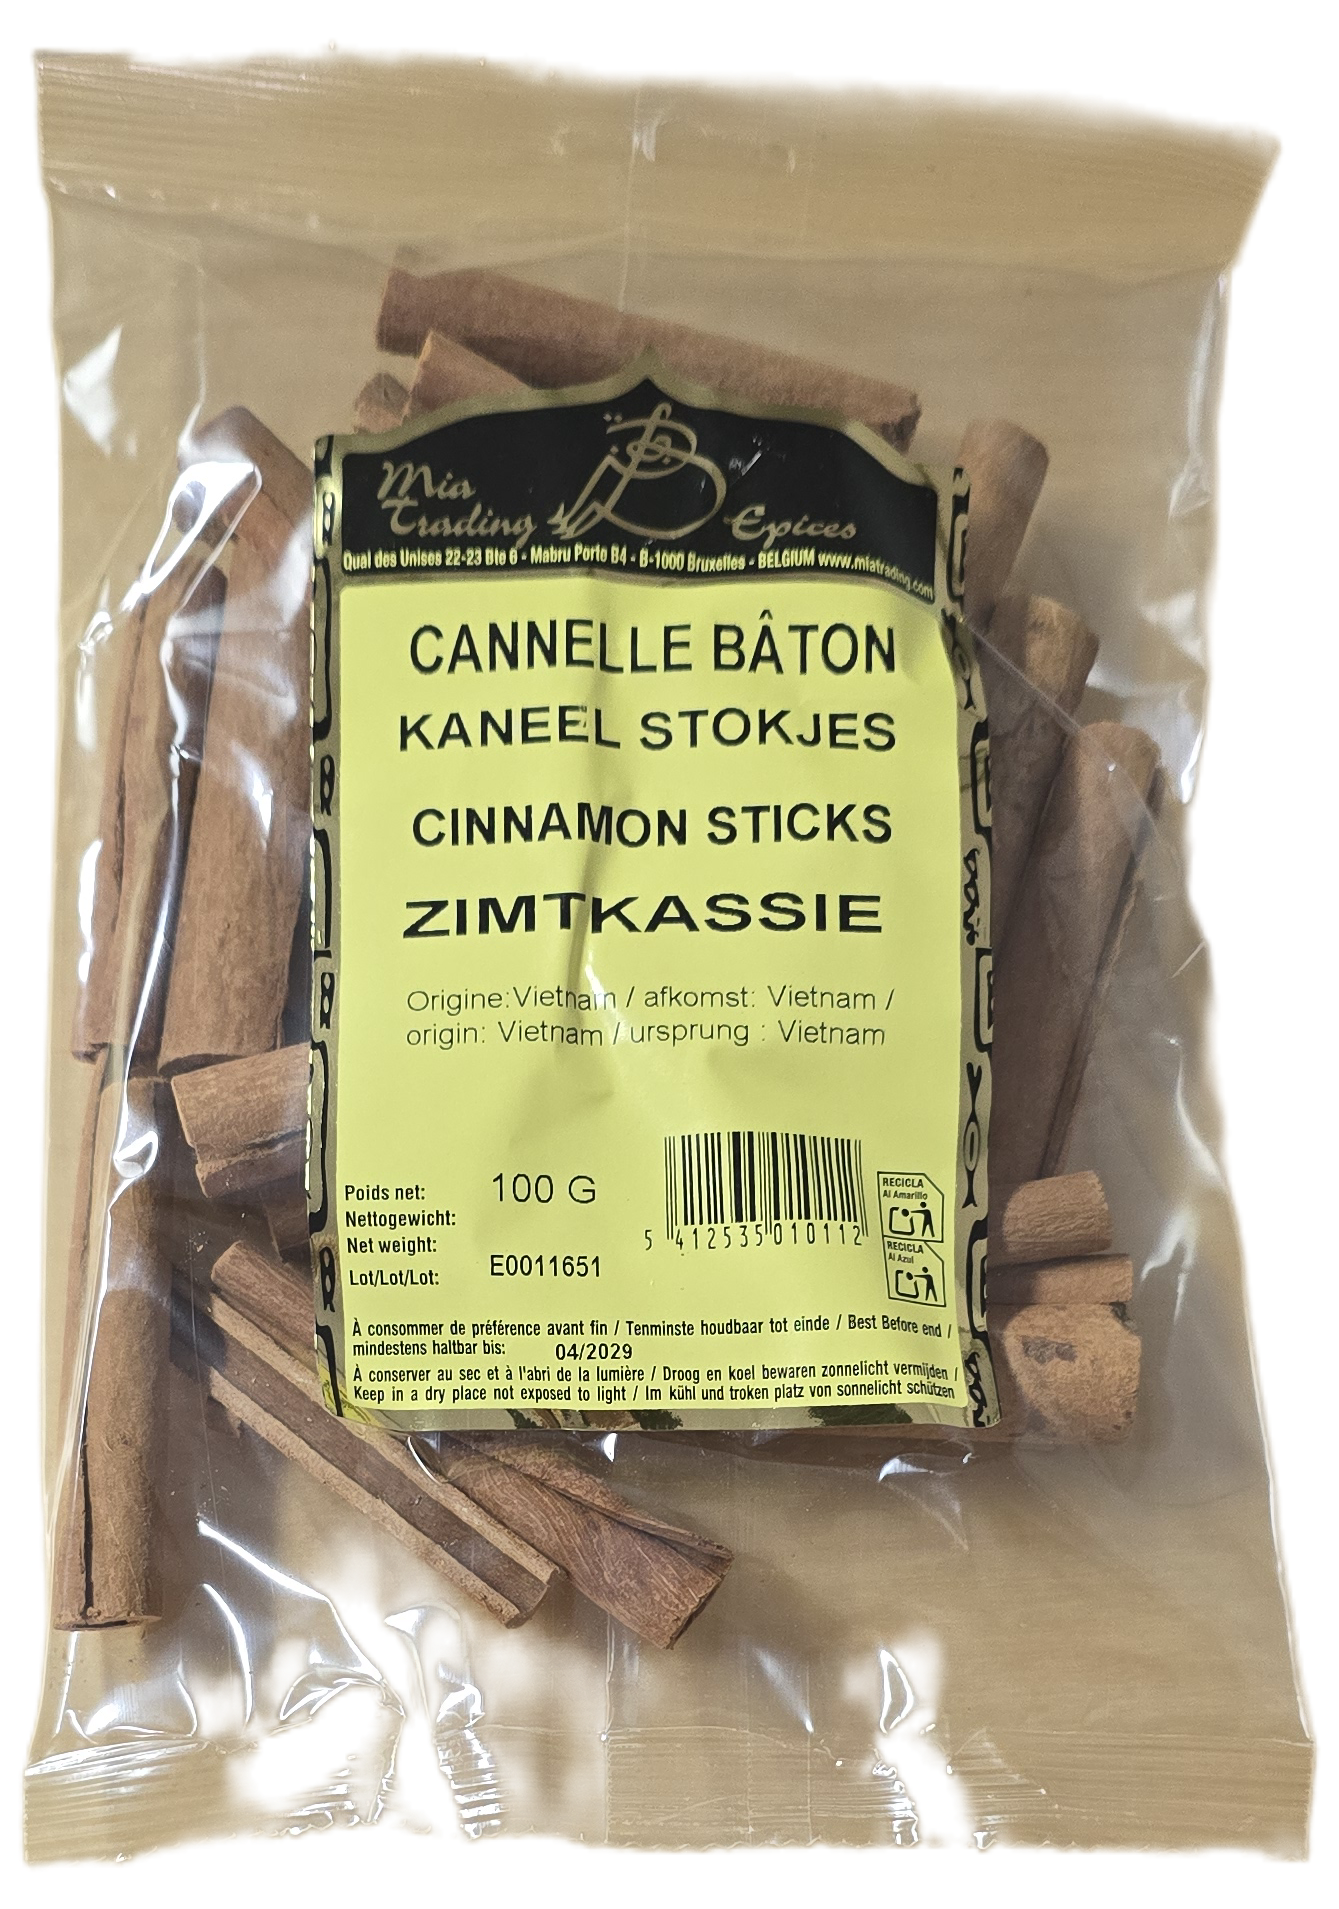 Mia
Trading
Epices
Quai des Usines 22-23 Bte 6 - Mabru Porte B4 - B-1000 Bruxelles - BELGIUM www.miatrading.com
CANNELLE BÂTON
KANEEL STOKJES
CINNAMON STICKS
ZIMTKASSIE
Origine:Vietnam / afkomst: Vietnam /
origin: Vietnam / ursprung : Vietnam
Poids net:
Nettogewicht:
Net weight:
100 G
Lot/Lot/Lot:
E0011651
5 412535 010112
RECICLA
Al Amarillo
RECICLA
Al Azul
À consommer de préférence avant fin / Tenminste houdbaar tot einde / Best Before end /
mindestens haltbar bis: 04/2029
À conserver au sec et à l'abri de la lumière / Droog en koel bewaren zonnelicht vermijden /
Keep in a dry place not exposed to light / Im kühl und troken platz von sonnelicht schützen